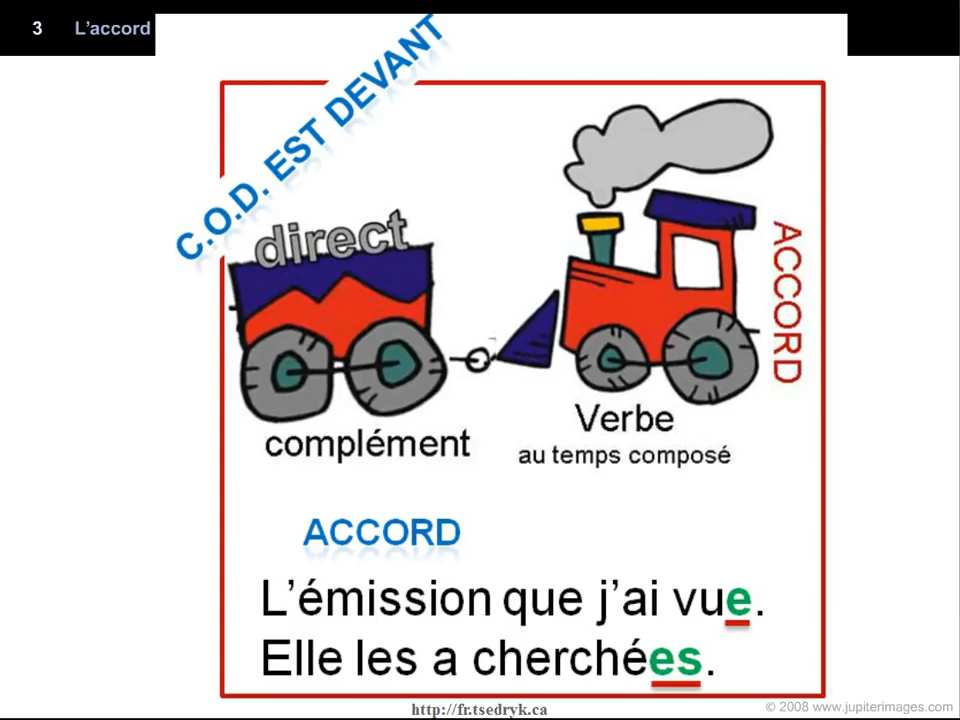 3 L'accord
C.O.D. EST DEVANT
direct
ACCORD
complément
Verbe
au temps composé
ACCORD
L'émission que j'ai vue.
Elle les a cherchées.
http://fr.tsedryk.ca
© 2008 www.jupiterimages.com